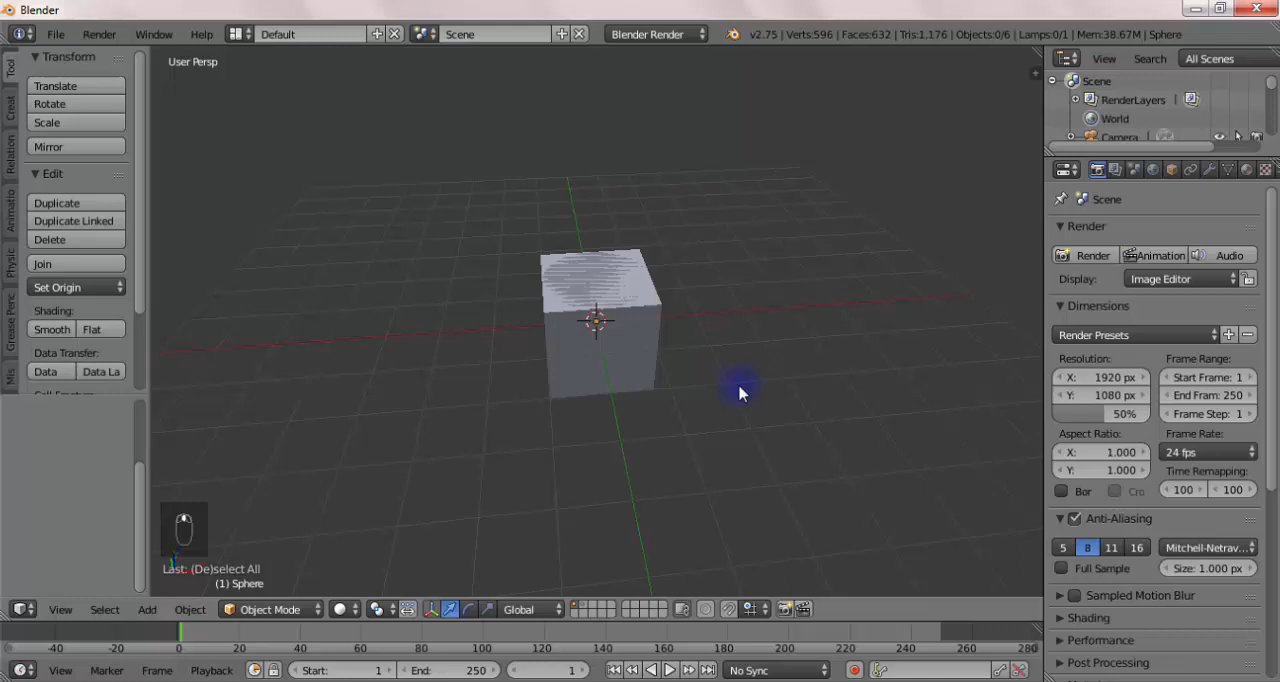 Blender
File Render Window Help Default Scene Blender Render v2.75 | Verts:596 | Faces:632 | Tris:1,176 | Objects:0/6 | Lamps:0/1 | Mem:38.67M | Sphere
Transform
Translate
Rotate
Scale
Mirror
Edit
Duplicate
Duplicate Linked
Delete
Join
Set Origin
Shading:
Smooth Flat
Data Transfer:
Data Data La
Tool
Creat
Relation
Animatio
Physic
Grease Penc
Mis
User Persp
Last: (De)select All
(1) Sphere
View Search All Scenes
Scene
RenderLayers
World
Camera
Scene
Render
Render Animation Audio
Display: Image Editor
Dimensions
Render Presets
Resolution: Frame Range:
X: 1920 px Start Frame: 1
Y: 1080 px End Fram: 250
50% Frame Step: 1
Aspect Ratio: Frame Rate:
X: 1.000 24 fps
Y: 1.000 Time Remapping:
Bor Cro 100 100
Anti-Aliasing
5 8 11 16 Mitchell-Netrav...
Full Sample Size: 1.000 px
Sampled Motion Blur
Shading
Performance
Post Processing
View Select Add Object Object Mode Global
-40 -20 0 20 40 60 80 100 120 140 160 180 200 220 240 260 280
View Marker Frame Playback Start: 1 End: 250 1 No Sync